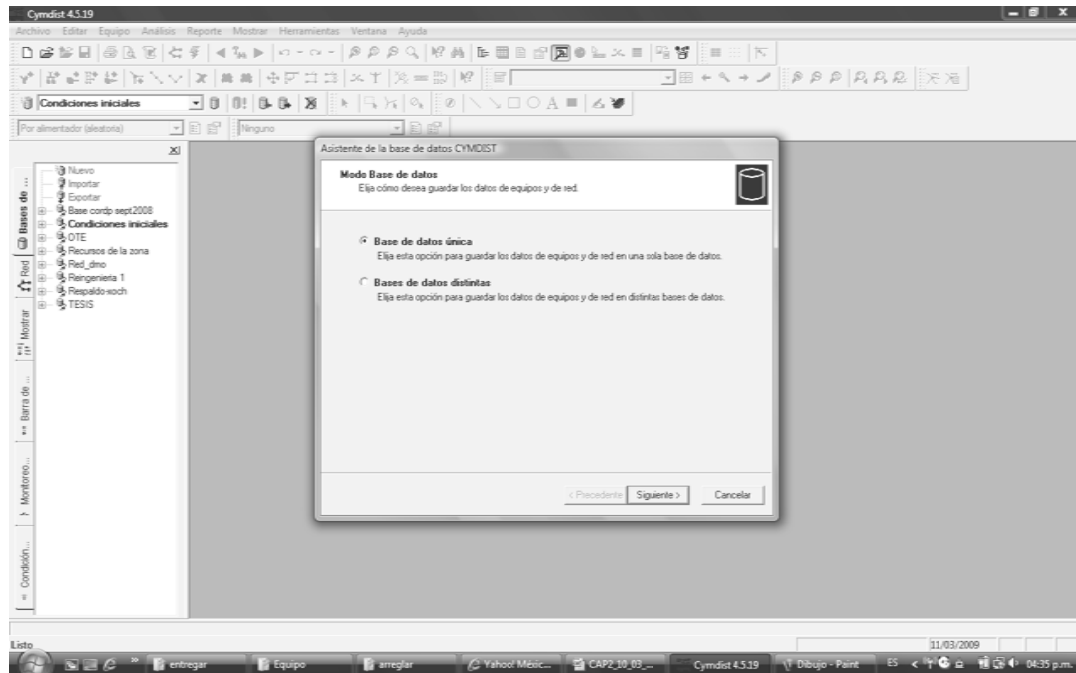 Cymdist 4.5.19
Archivo Editar Equipo Análisis Reporte Mostrar Herramientas Ventana Ayuda
Condiciones iniciales
Por alimentador (aleatoria) Ninguno
Asistente de la base de datos CYMDIST
Modo Base de datos
Elija cómo desea guardar los datos de equipos y de red.
Base de datos única
Elija esta opción para guardar los datos de equipos y de red en una sola base de datos.
Bases de datos distintas
Elija esta opción para guardar los datos de equipos y de red en distintas bases de datos.
< Precedente Siguiente > Cancelar
Nuevo
Importar
Exportar
Base cordp sept2008
Condiciones iniciales
OTE
Recursos de la zona
Red_dmo
Reingenieria 1
Respaldo-xoch
TESIS
Bases de ...
Red
Mostrar
Barra de ...
Monitoreo...
Condición...
Listo 11/03/2009
entregar Equipo arreglar Yahoo! Méxic... CAP2_10_03_... Cymdist 4.5.19 Dibujo - Paint ES 04:35 p.m.